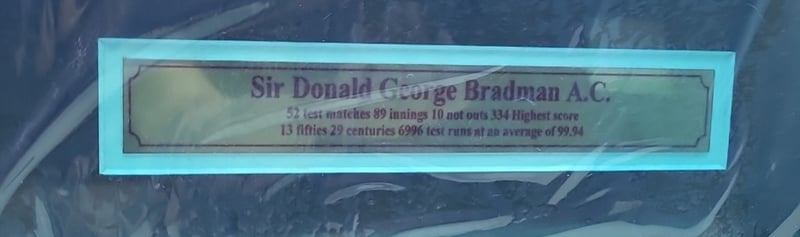 Sir Donald George Bradman A.C.
52 test matches 89 innings 10 not outs 334 Highest score
13 fifties 29 centuries 6996 test runs at an average of 99.94